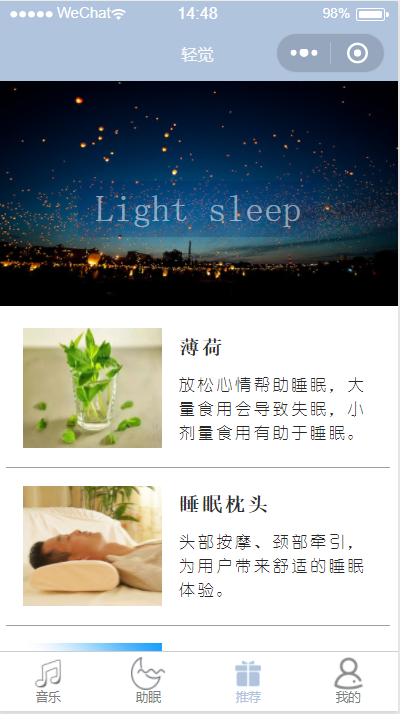 WeChat 14:48 98%
轻觉
Light sleep
薄荷
放松心情帮助睡眠，大
量食用会导致失眠，小
剂量食用有助于睡眠。
睡眠枕头
头部按摩、颈部牵引，
为用户带来舒适的睡眠
体验。
音乐 助眠 推荐 我的